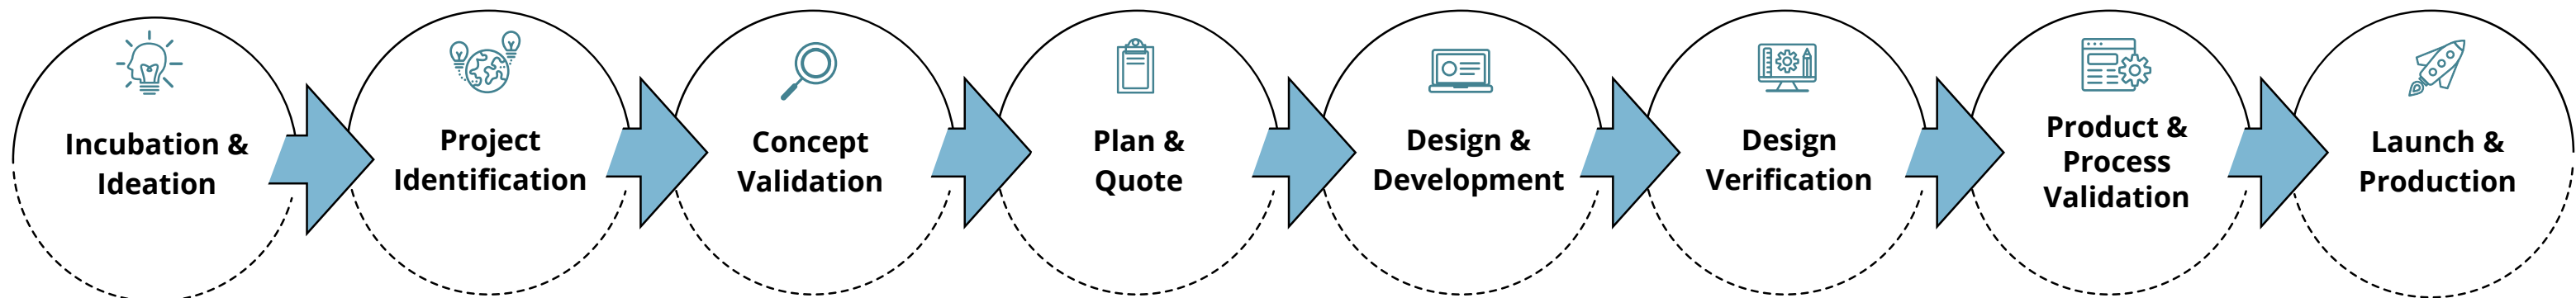 Incubation &
Ideation
Project
Identification
Concept
Validation
Plan &
Quote
Design &
Development
Design
Verification
Product &
Process
Validation
Launch &
Production